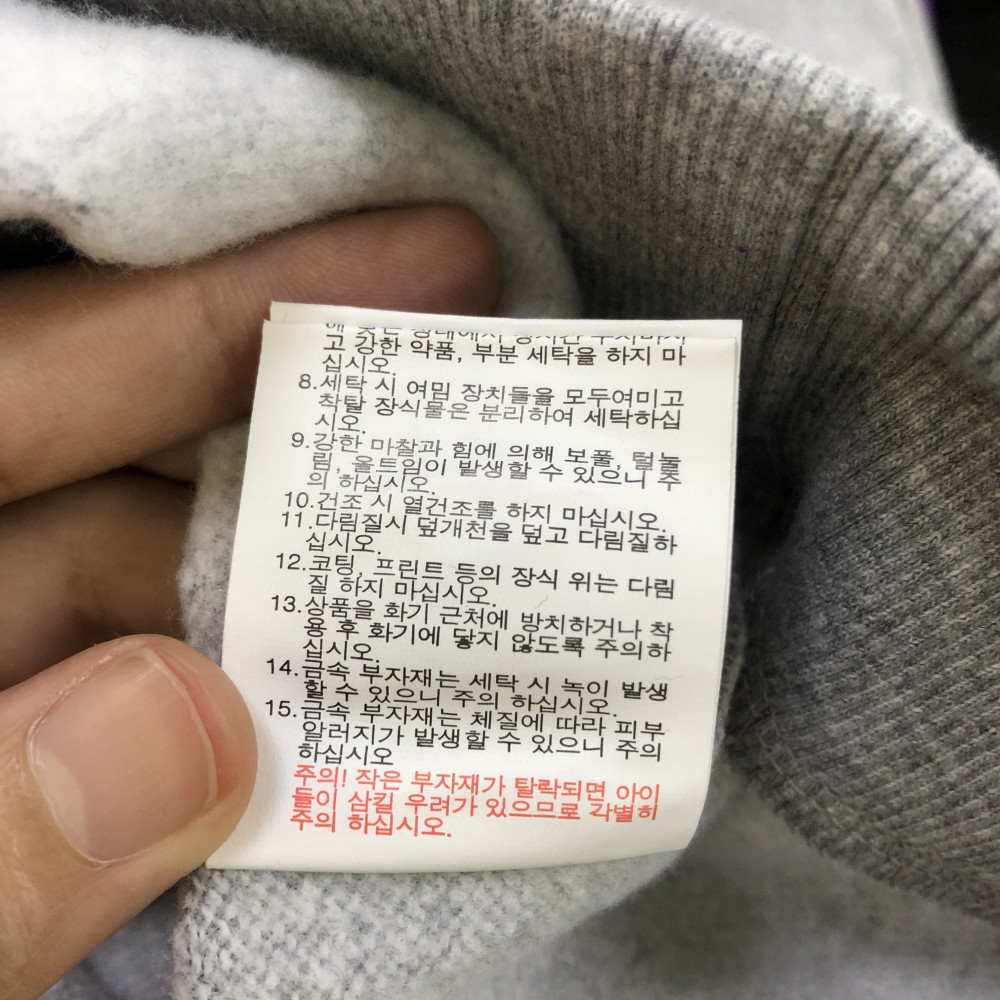 고 강한 약품, 부분 세탁을 하지 마
십시오.
8.세탁 시 여밈 장치들을 모두여미고
착탈 장식물은 분리하여 세탁하십
시오.
9.강한 마찰과 힘에 의해 보풀, 털눌
림, 올트임이 발생할 수 있으니 주
의 하십시오.
10.건조 시 열건조를 하지 마십시오.
11.다림질시 덮개천을 덮고 다림질하
십시오.
12.코팅, 프린트 등의 장식 위는 다림
질 하지 마십시오.
13.상품을 화기 근처에 방치하거나 착
용 후 화기에 닿지 않도록 주의하
십시오.
14.금속 부자재는 세탁 시 녹이 발생
할 수 있으니 주의 하십시오.
15.금속 부자재는 체질에 따라 피부
알러지가 발생할 수 있으니 주의
하십시오
주의! 작은 부자재가 탈락되면 아이
들이 삼킬 우려가 있으므로 각별히
주의 하십시오.